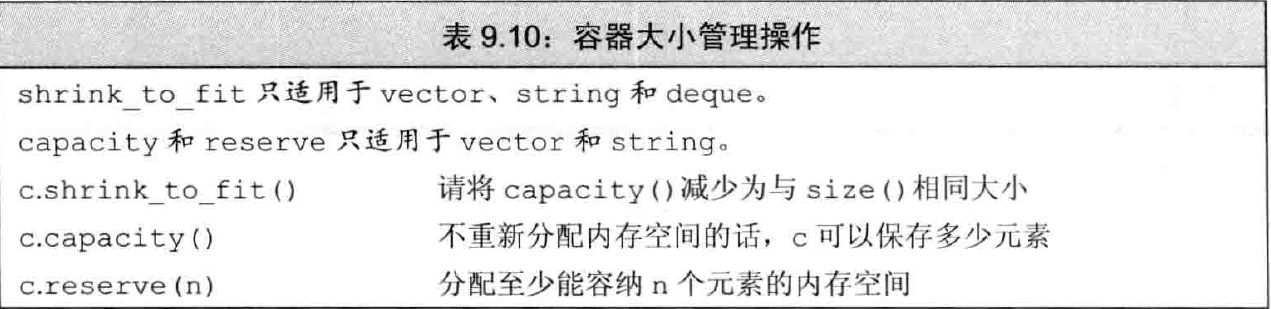 表 9.10：容器大小管理操作
shrink_to_fit 只适用于 vector、string 和 deque。
capacity 和 reserve 只适用于 vector 和 string。
c.shrink_to_fit() 请将 capacity()减少为与 size()相同大小
c.capacity() 不重新分配内存空间的话，c 可以保存多少元素
c.reserve(n) 分配至少能容纳 n 个元素的内存空间